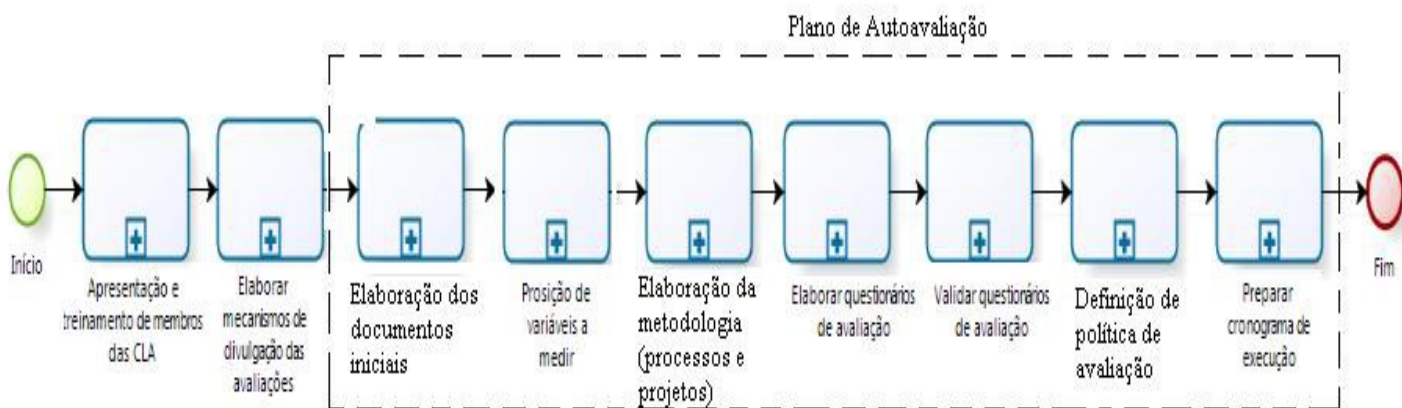 Plano de Autoavaliação
Início
Apresentação e
treinamento de membros
das CLA
Elaborar
mecanismos de
divulgação das
avaliações
Elaboração dos
documentos
iniciais
Prosição de
variáveis a
medir
Elaboração da
metodologia
(processos e
projetos)
Elaborar questionários
de avaliação
Validar questionários
de avaliação
Definição de
política de
avaliação
Preparar
cronograma de
execução
Fim